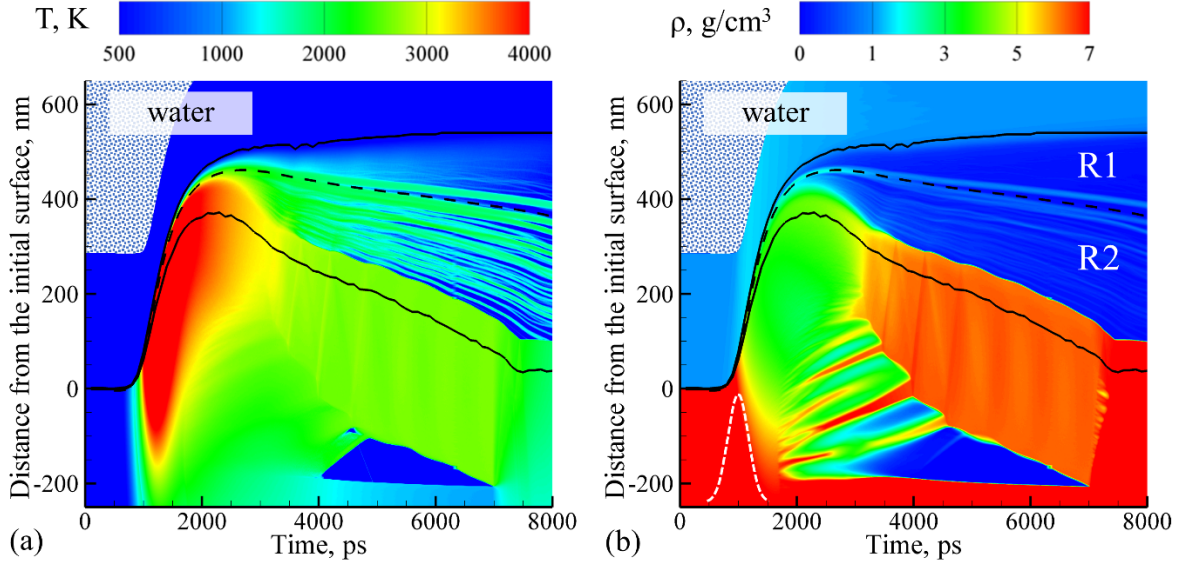 T, K
500 1000 2000 3000 4000
ρ, g/cm³
0 1 3 5 7
Distance from the initial surface, nm
600
400
200
0
-200
water
0 2000 4000 6000 8000
Time, ps
(a)
Distance from the initial surface, nm
600
400
200
0
-200
water
R1
R2
0 2000 4000 6000 8000
Time, ps
(b)